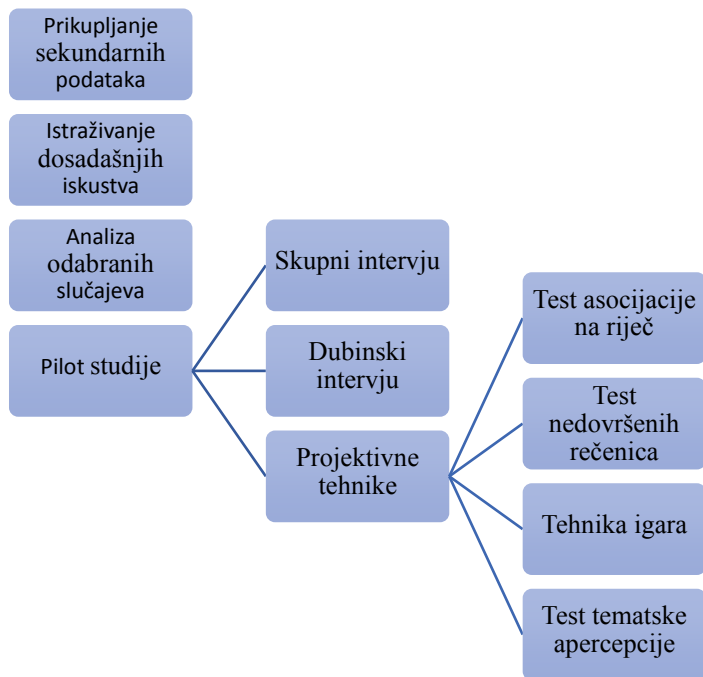 Prikupljanje
sekundarnih
podataka
Istraživanje
dosadašnjih
iskustva
Analiza
odabranih
slučajeva
Pilot studije
Skupni intervju
Dubinski
intervju
Projektivne
tehnike
Test asocijacije
na riječ
Test
nedovršenih
rečenica
Tehnika igara
Test tematske
apercepcije